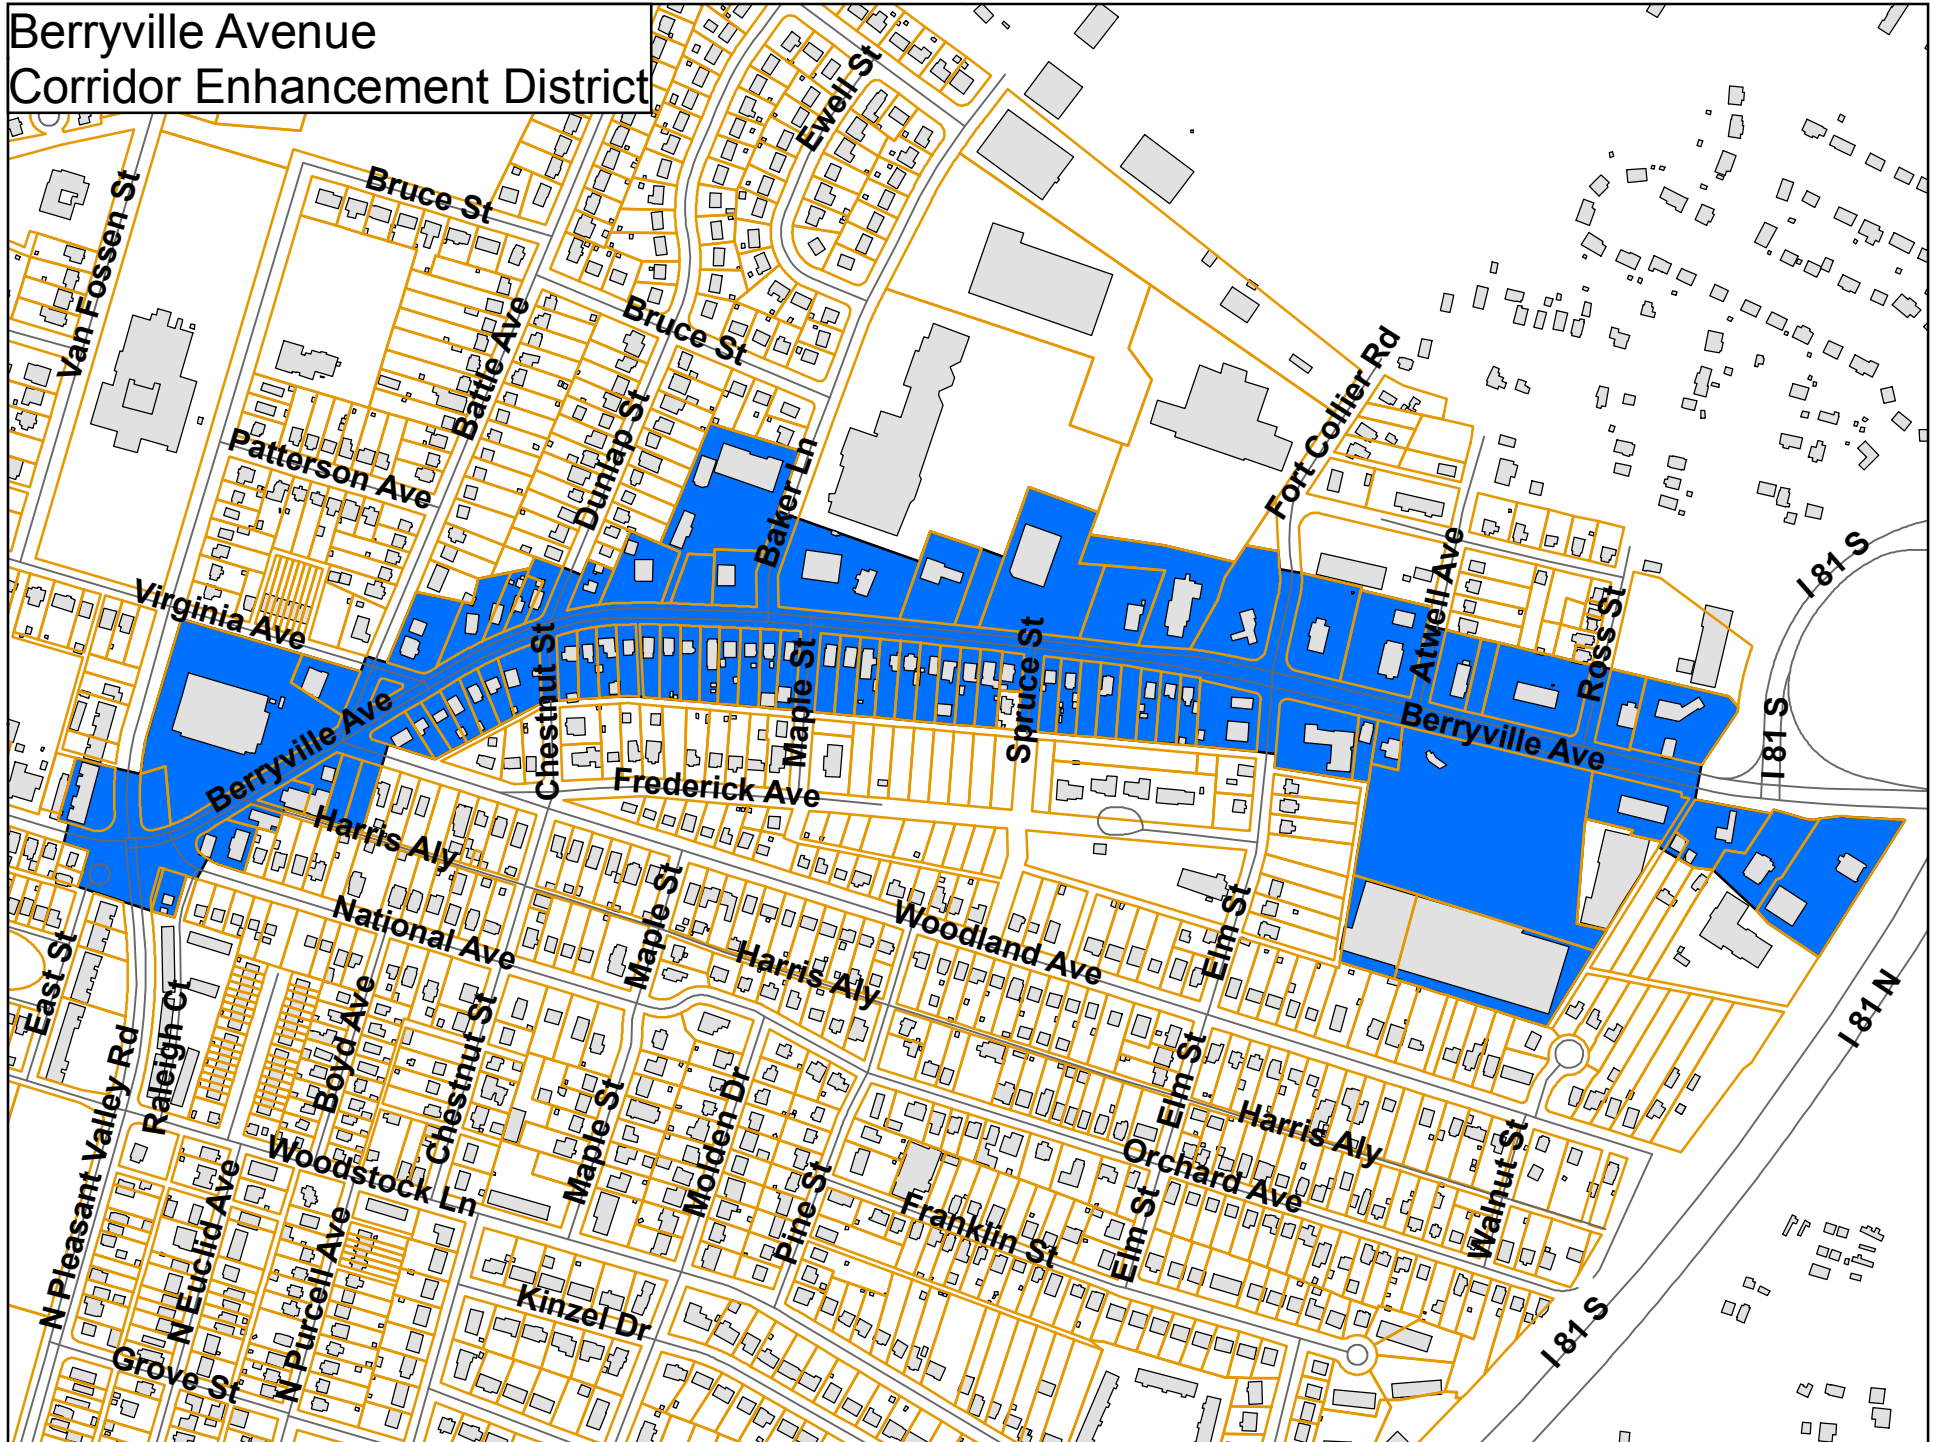 Berryville Avenue
Corridor Enhancement District
Ewell St
Bruce St
Van Fossen St
Bruce St
Battle Ave
Dunlap St
Fort Collier Rd
Patterson Ave
Baker Ln
I 81 S
Atwell Ave
Virginia Ave
Ross St
Chestnut St
Maple St
Spruce St
I 81 S
Berryville Ave
Berryville Ave
Frederick Ave
Harris Aly
Maple St
National Ave
Woodland Ave
Elm St
Harris Aly
East St
Raleigh Ct
Boyd Ave
Chestnut St
I 81 N
N Pleasant Valley Rd
Maple St
Molden Dr
Elm St
Harris Aly
Orchard Ave
Walnut St
Woodstock Ln
Pine St
Franklin St
Elm St
N Euclid Ave
N Purcell Ave
Kinzel Dr
I 81 S
Grove St